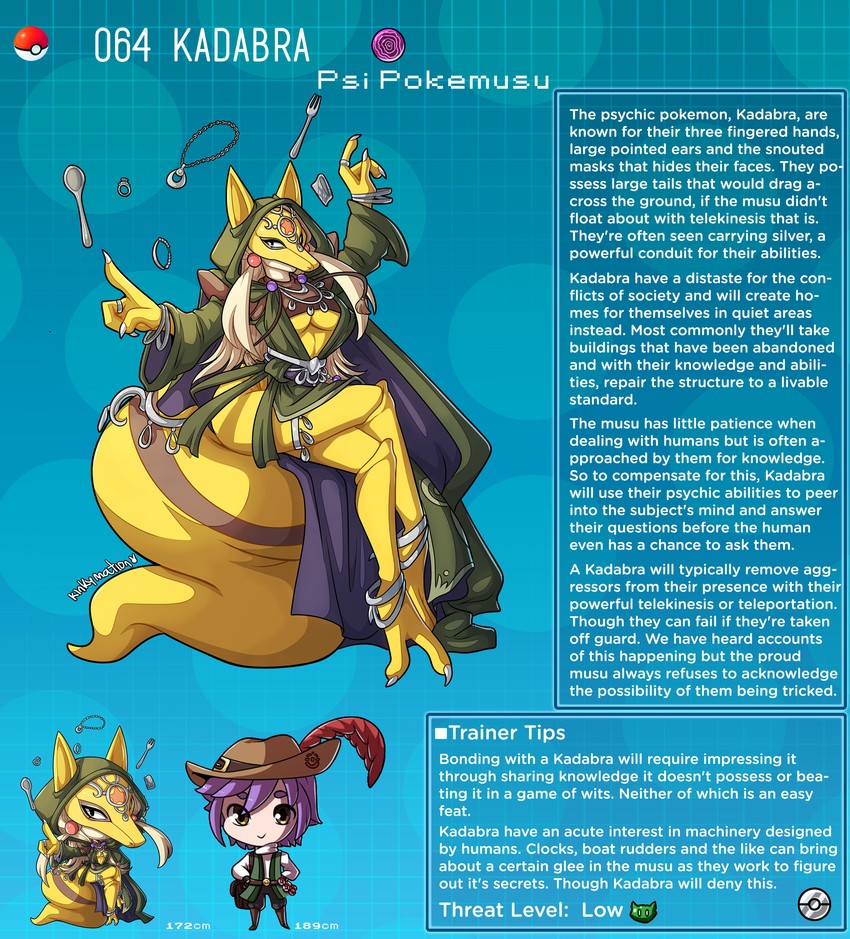 064 KADABRA
Psi Pokemusu
The psychic pokemon, Kadabra, are
known for their three fingered hands,
large pointed ears and the snouted
masks that hides their faces. They po-
ssess large tails that would drag a-
cross the ground, if the musu didn't
float about with telekinesis that is.
They're often seen carrying silver, a
powerful conduit for their abilities.
Kadabra have a distaste for the con-
flicts of society and will create ho-
mes for themselves in quiet areas
instead. Most commonly they'll take
buildings that have been abandoned
and with their knowledge and abili-
ties, repair the structure to a livable
standard.
The musu has little patience when
dealing with humans but is often a-
pproached by them for knowledge.
So to compensate for this, Kadabra
will use their psychic abilities to peer
into the subject's mind and answer
their questions before the human
even has a chance to ask them.
A Kadabra will typically remove agg-
ressors from their presence with their
powerful telekinesis or teleportation.
Though they can fail if they're taken
off guard. We have heard accounts
of this happening but the proud
musu always refuses to acknowledge
the possibility of them being tricked.
kinkymation
■Trainer Tips
Bonding with a Kadabra will require impressing it
through sharing knowledge it doesn't possess or bea-
ting it in a game of wits. Neither of which is an easy
feat.
Kadabra have an acute interest in machinery designed
by humans. Clocks, boat rudders and the like can bring
about a certain glee in the musu as they work to figure
out it's secrets. Though Kadabra will deny this.
Threat Level: Low
172cm
189cm